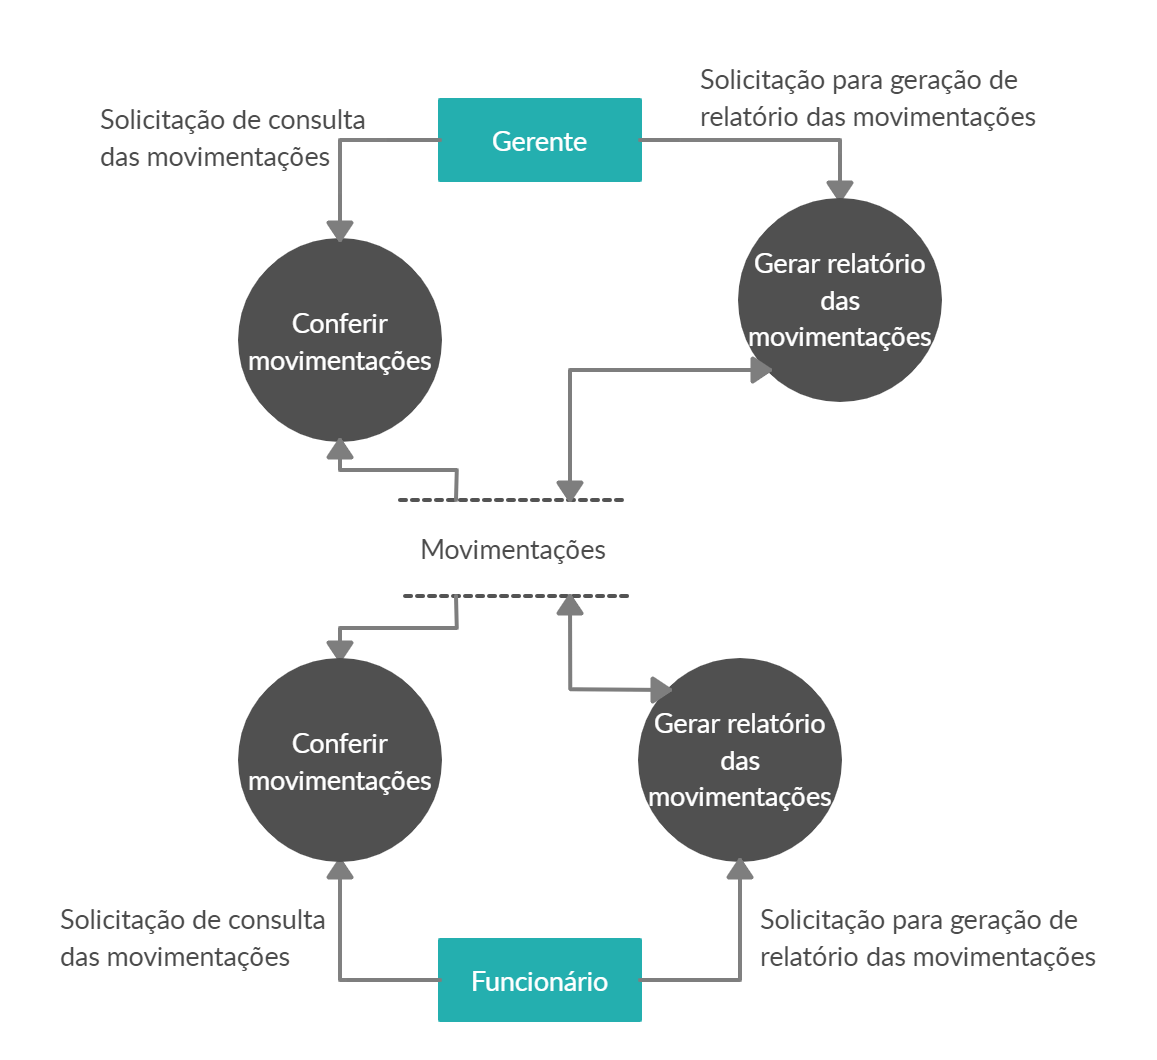 Solicitação para geração de
relatório das movimentações
Solicitação de consulta
das movimentações
Gerente
Gerar relatório
das
movimentações
Conferir
movimentações
Movimentações
Conferir
movimentações
Gerar relatório
das
movimentações
Solicitação de consulta
das movimentações
Funcionário
Solicitação para geração de
relatório das movimentações